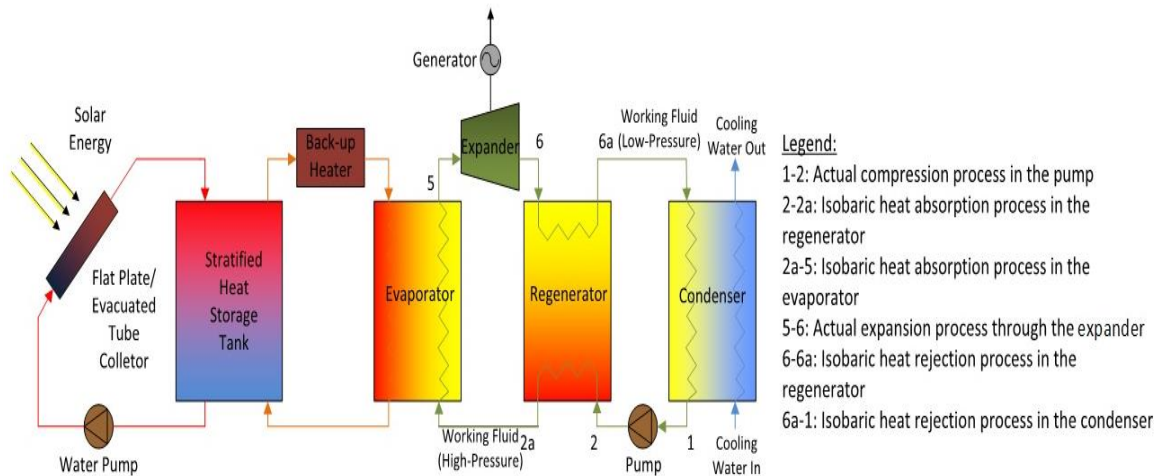 Generator
Solar
Energy
Back-up
Heater
Expander
5
6
6a
Working Fluid
(Low-Pressure)
Cooling
Water Out
Flat Plate/
Evacuated
Tube
Colletor
Stratified
Heat
Storage
Tank
Evaporator
Regenerator
Condenser
Water Pump
Working Fluid
(High-Pressure)
2a
2
Pump
1
Cooling
Water In
Legend:
1-2: Actual compression process in the pump
2-2a: Isobaric heat absorption process in the
regenerator
2a-5: Isobaric heat absorption process in the
evaporator
5-6: Actual expansion process through the expander
6-6a: Isobaric heat rejection process in the
regenerator
6a-1: Isobaric heat rejection process in the condenser